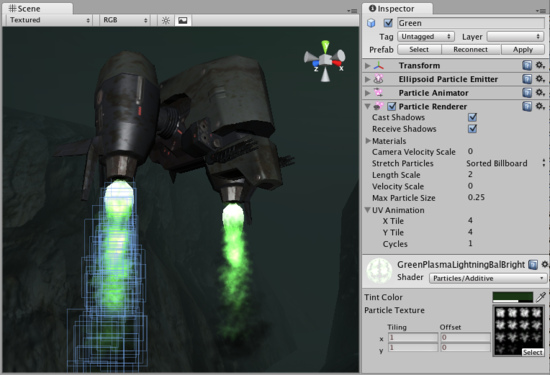 Scene
Textured RGB
z x
Inspector
Green
Tag Untagged Layer
Prefab Select Reconnect Apply
Transform
Ellipsoid Particle Emitter
Particle Animator
Particle Renderer
Cast Shadows
Receive Shadows
Materials
Camera Velocity Scale 0
Stretch Particles Sorted Billboard
Length Scale 2
Velocity Scale 0
Max Particle Size 0.25
UV Animation
X Tile 4
Y Tile 4
Cycles 1
GreenPlasmaLightningBalBright
Shader Particles/Additive
Tint Color
Particle Texture
Tiling Offset
x 1 0
y 1 0
Select